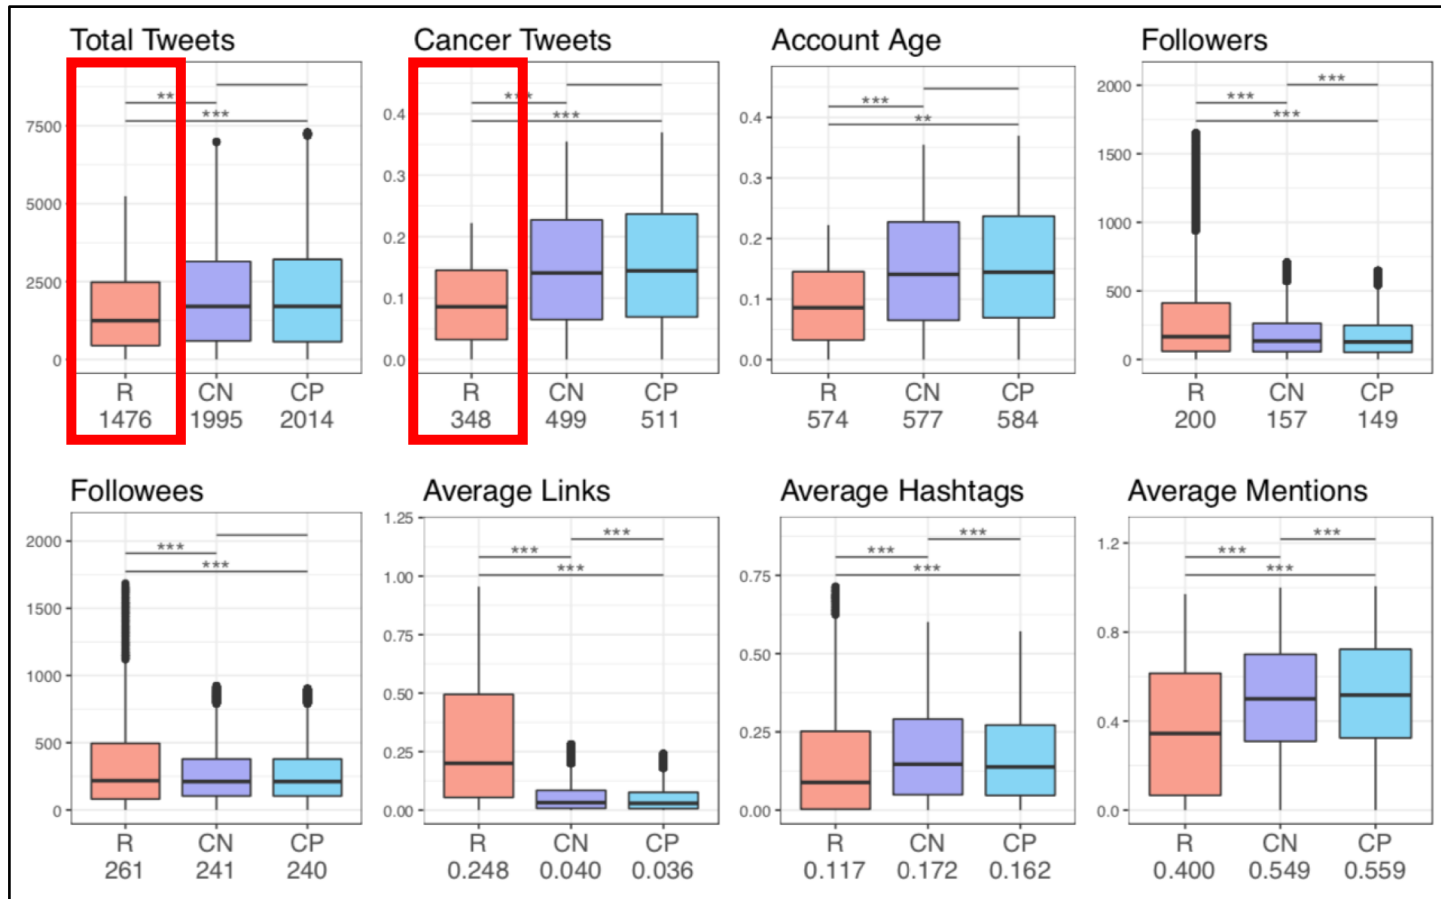 Total Tweets
**
***
7500
5000
2500
0
R CN CP
1476 1995 2014
Cancer Tweets
***
***
0.4
0.3
0.2
0.1
0.0
R CN CP
348 499 511
Account Age
***
**
0.4
0.3
0.2
0.1
0.0
R CN CP
574 577 584
Followers
***
***
***
2000
1500
1000
500
0
R CN CP
200 157 149
Followees
***
***
2000
1500
1000
500
0
R CN CP
261 241 240
Average Links
***
***
***
1.25
1.00
0.75
0.50
0.25
0.00
R CN CP
0.248 0.040 0.036
Average Hashtags
***
***
***
0.75
0.50
0.25
0.00
R CN CP
0.117 0.172 0.162
Average Mentions
***
***
***
1.2
0.8
0.4
0.0
R CN CP
0.400 0.549 0.559